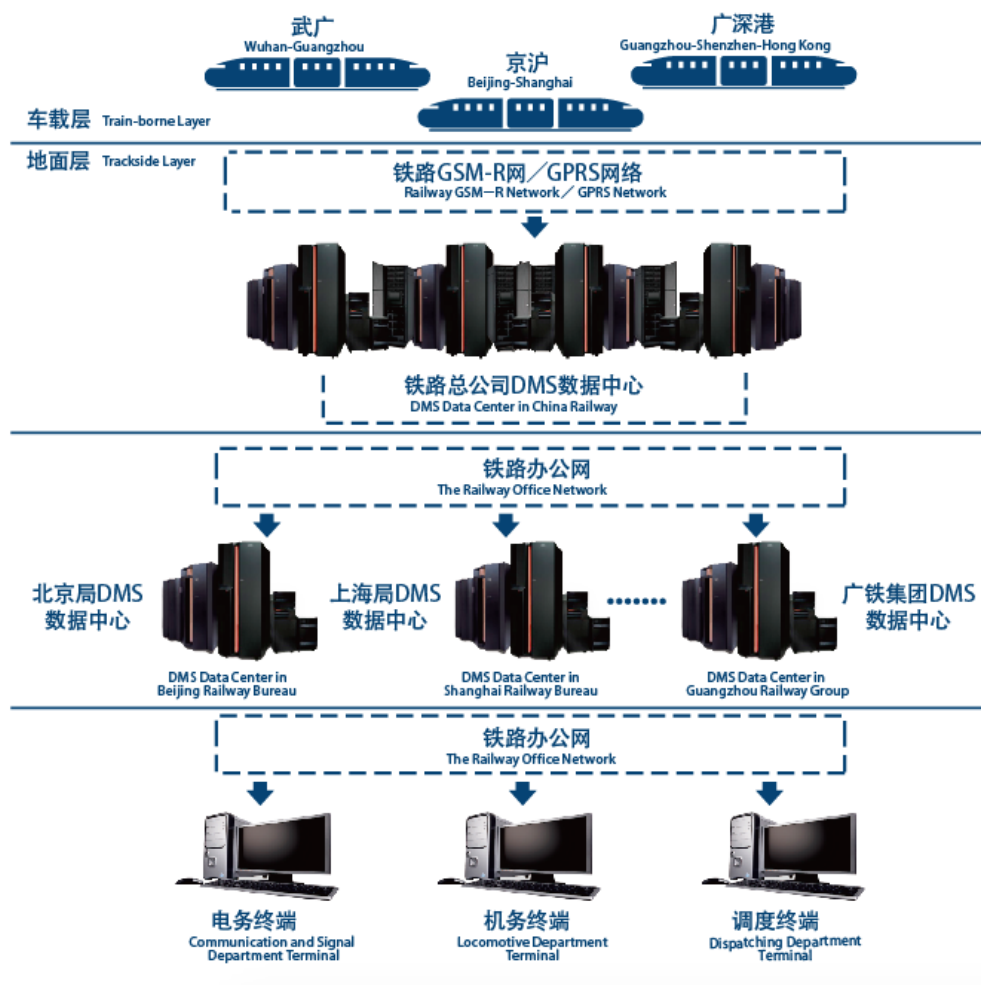 武广
Wuhan-Guangzhou
京沪
Beijing-Shanghai
广深港
Guangzhou-Shenzhen-Hong Kong
车载层 Train-borne Layer
地面层 Trackside Layer
铁路GSM-R网／GPRS网络
Railway GSM－R Network／ GPRS Network
铁路总公司DMS数据中心
DMS Data Center in China Railway
铁路办公网
The Railway Office Network
北京局DMS
数据中心
DMS Data Center in
Beijing Railway Bureau
上海局DMS
数据中心
DMS Data Center in
Shanghai Railway Bureau
广铁集团DMS
数据中心
DMS Data Center in
Guangzhou Railway Group
铁路办公网
The Railway Office Network
电务终端
Communication and Signal
Department Terminal
机务终端
Locomotive Department
Terminal
调度终端
Dispatching Department
Terminal